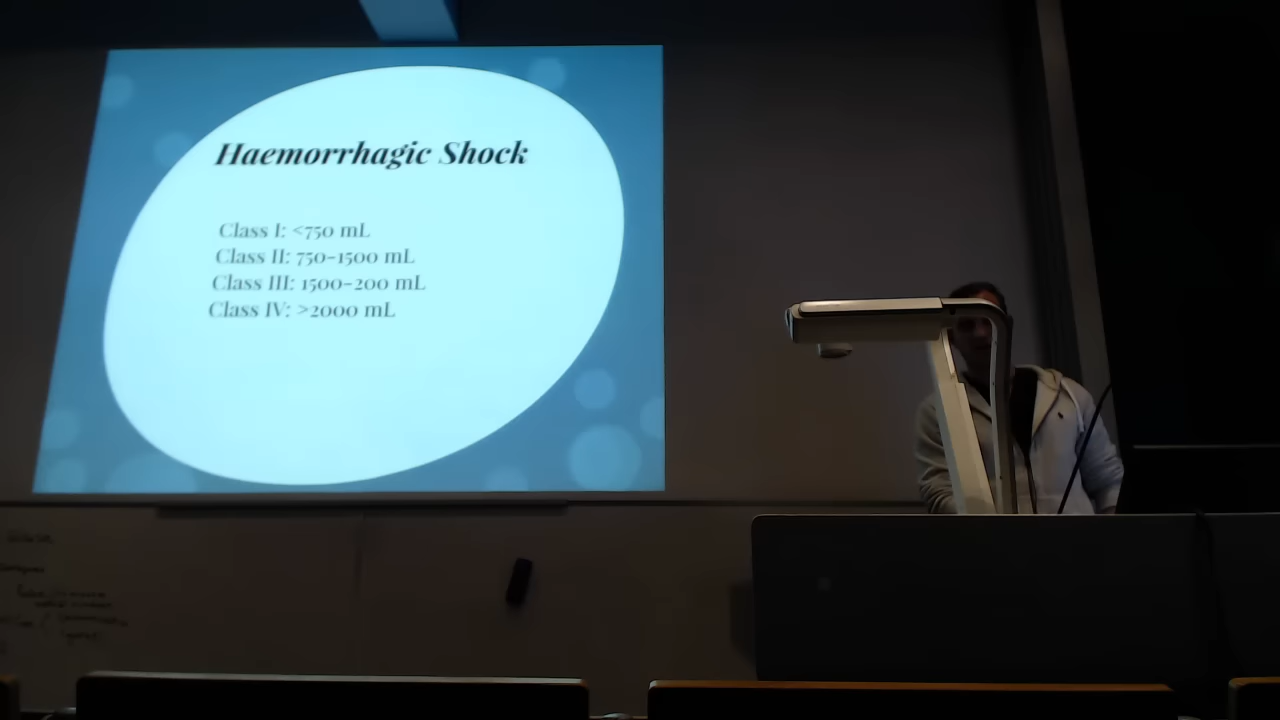 Haemorrhagic Shock
Class I: <750 mL
Class II: 750-1500 mL
Class III: 1500-200 mL
Class IV: >2000 mL